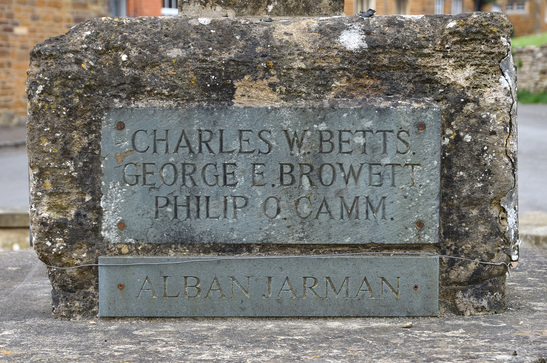 CHARLES W. BETTS.
GEORGE E. BROWETT.
PHILIP O. CAMM.
ALBAN JARMAN